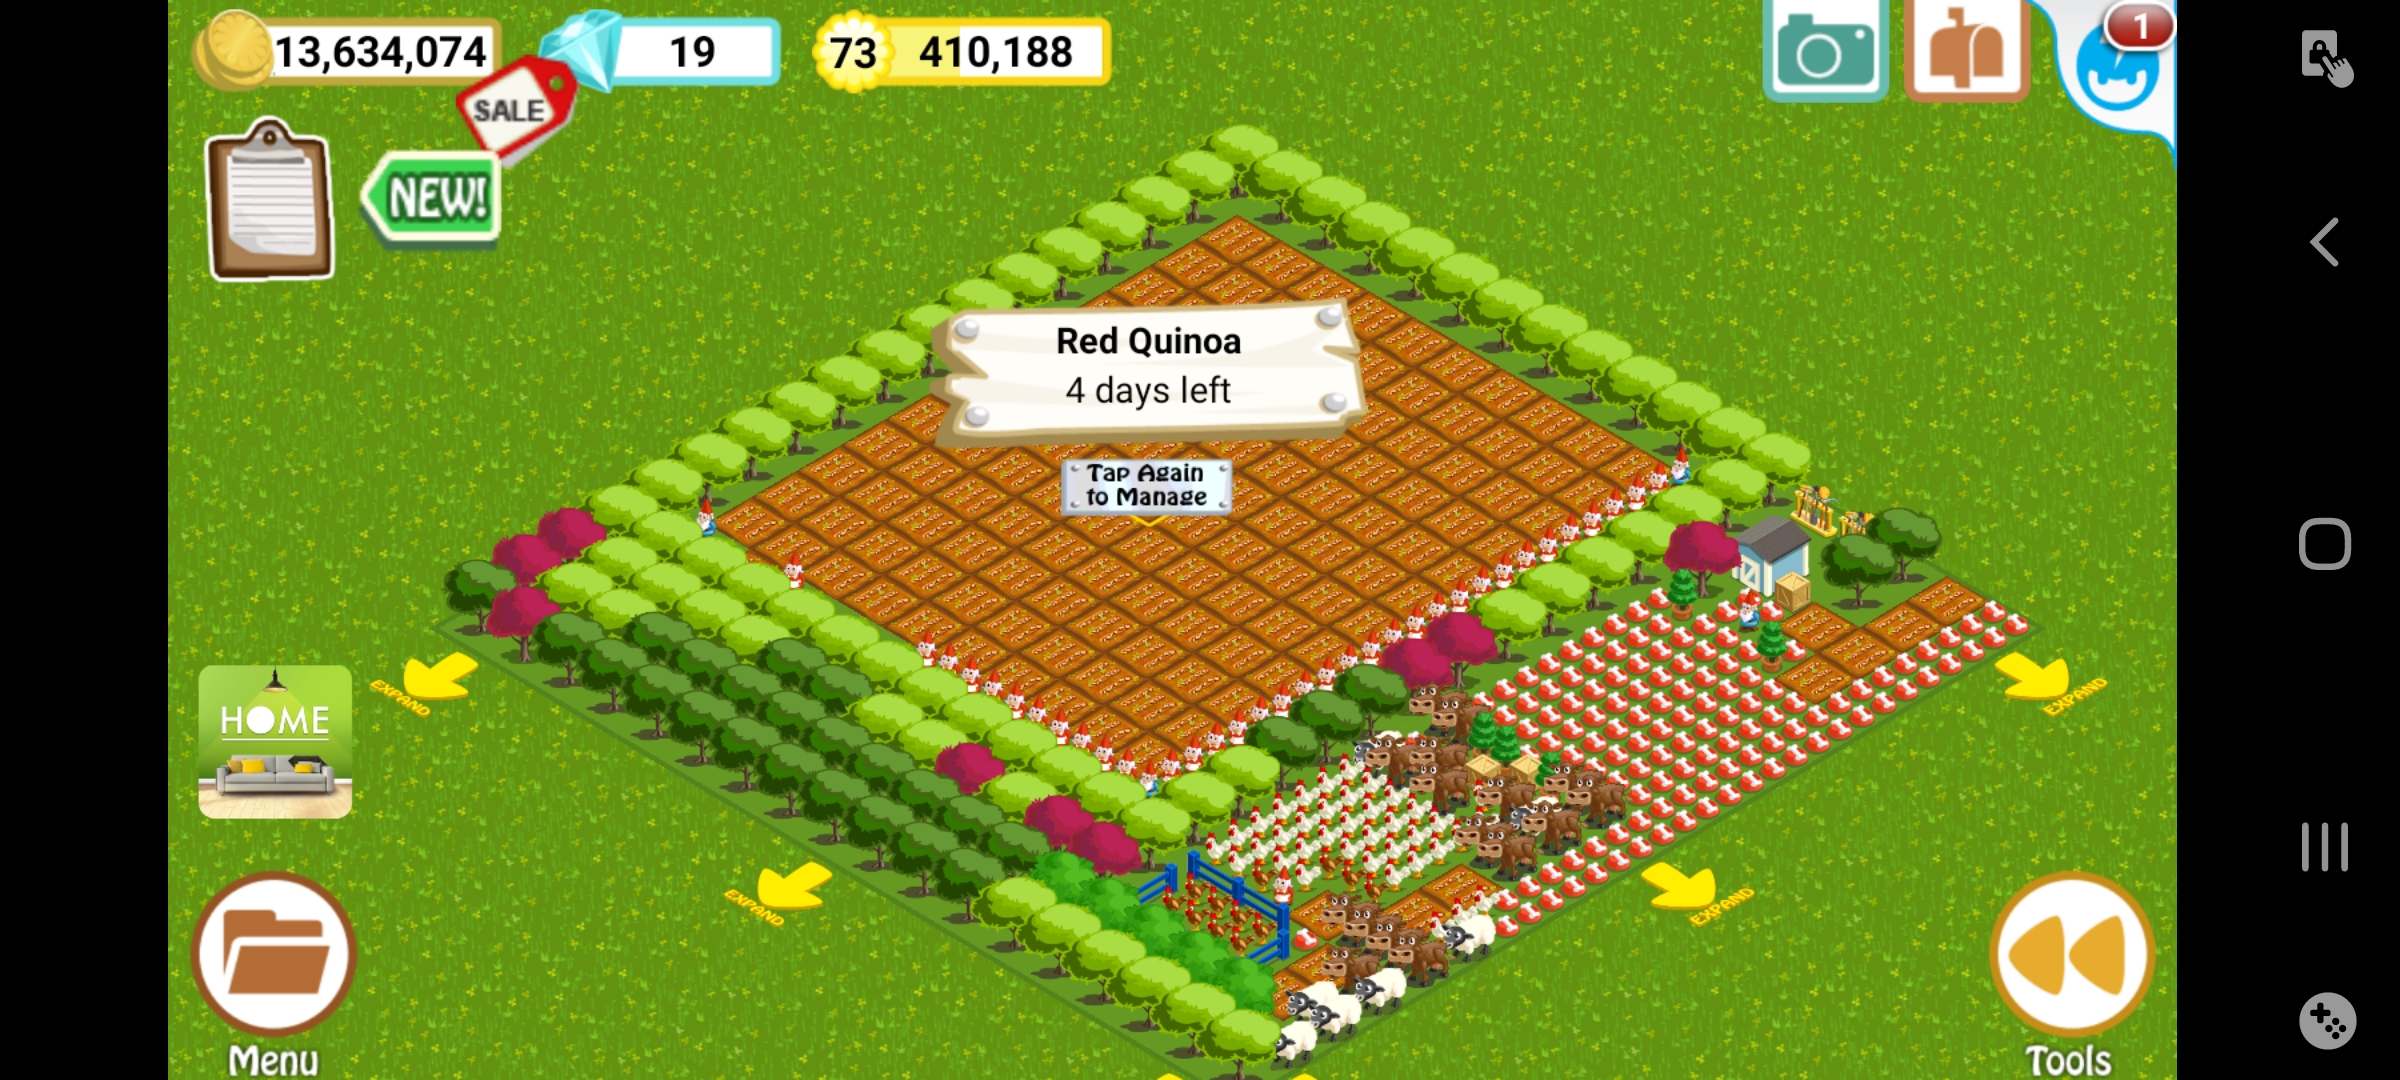 13,634,074
19
73
410,188
1
SALE
NEW!
Red Quinoa
4 days left
Tap Again
to Manage
HOME
EXPAND
EXPAND
EXPAND
EXPAND
Menu
Tools